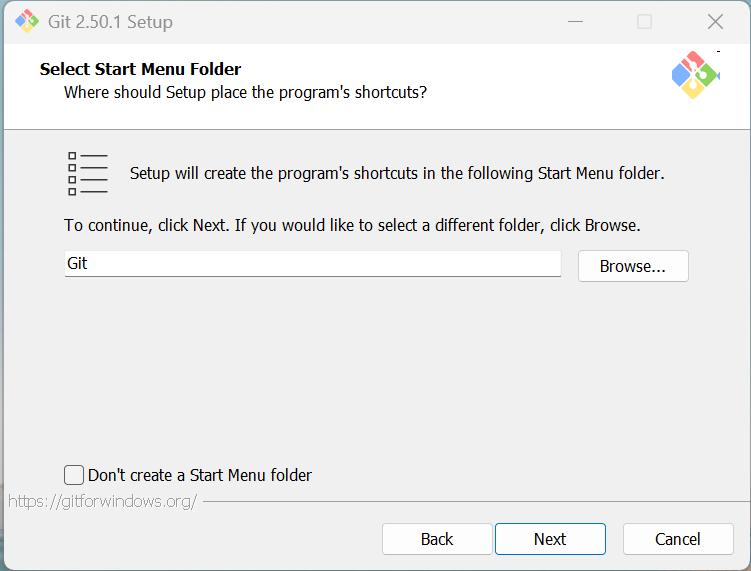 Git 2.50.1 Setup
Select Start Menu Folder
Where should Setup place the program's shortcuts?
Setup will create the program's shortcuts in the following Start Menu folder.
To continue, click Next. If you would like to select a different folder, click Browse.
Git
Browse...
Don't create a Start Menu folder
https://gitforwindows.org/
Back
Next
Cancel